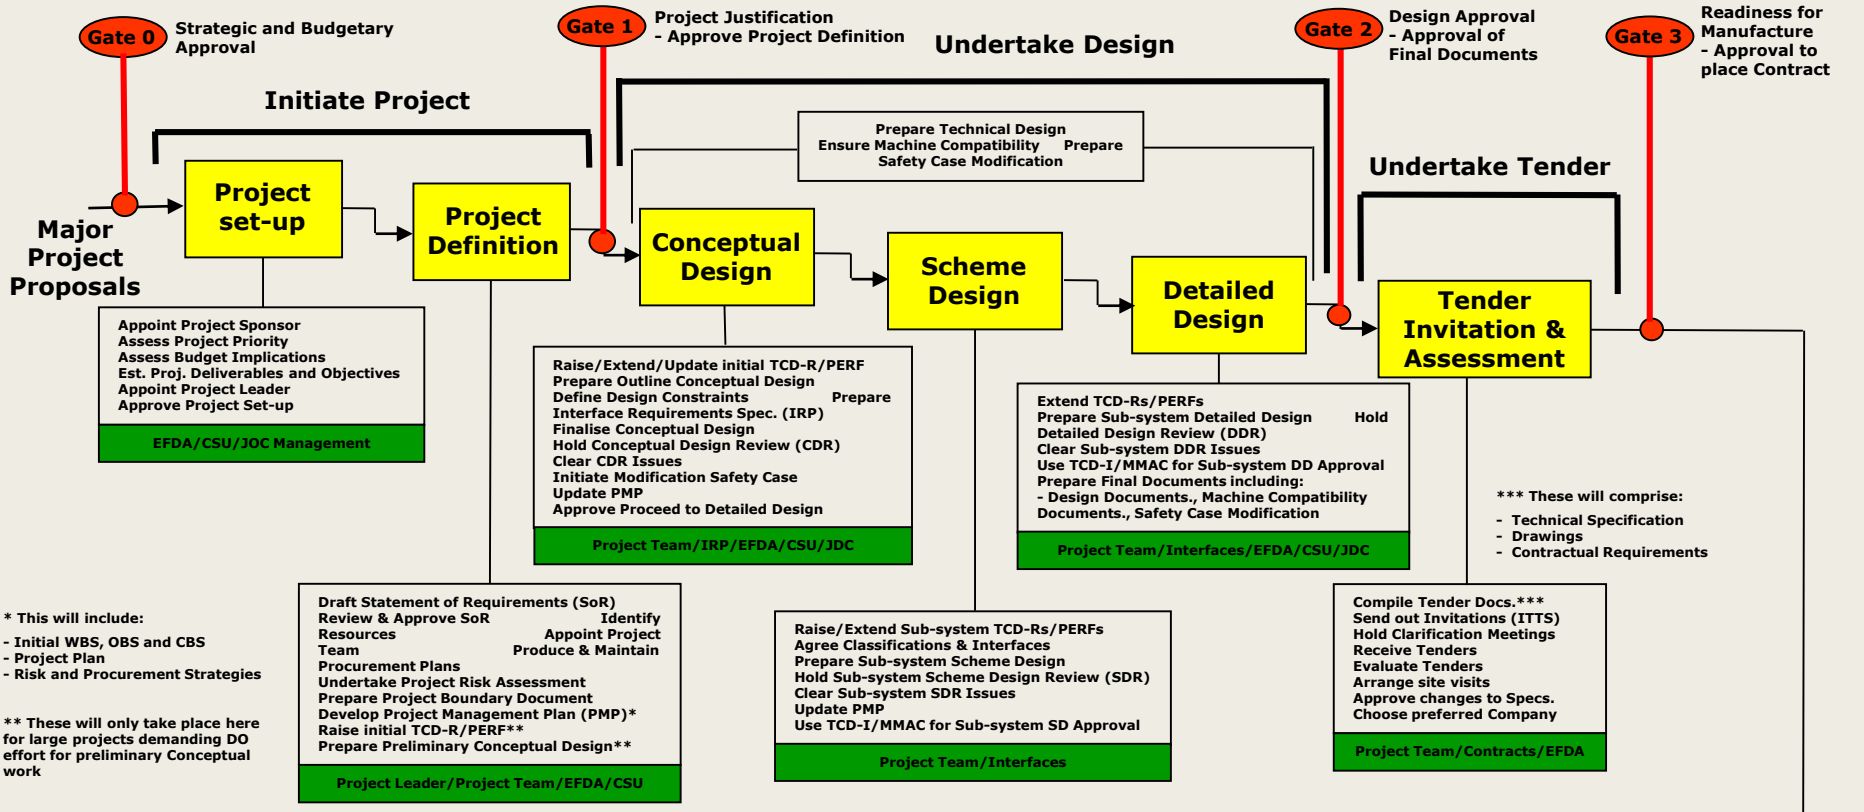 Gate 0
Strategic and Budgetary
Approval
Gate 1
Project Justification
- Approve Project Definition
Undertake Design
Gate 2
Design Approval
- Approval of
Final Documents
Gate 3
Readiness for
Manufacture
- Approval to
place Contract
Initiate Project
Prepare Technical Design
Ensure Machine Compatibility Prepare
Safety Case Modification
Undertake Tender
Major
Project
Proposals
Project
set-up
Project
Definition
Conceptual
Design
Scheme
Design
Detailed
Design
Tender
Invitation &
Assessment
Appoint Project Sponsor
Assess Project Priority
Assess Budget Implications
Est. Proj. Deliverables and Objectives
Appoint Project Leader
Approve Project Set-up
EFDA/CSU/JOC Management
Raise/Extend/Update initial TCD-R/PERF
Prepare Outline Conceptual Design
Define Design Constraints Prepare
Interface Requirements Spec. (IRP)
Finalise Conceptual Design
Hold Conceptual Design Review (CDR)
Clear CDR Issues
Initiate Modification Safety Case
Update PMP
Approve Proceed to Detailed Design
Project Team/IRP/EFDA/CSU/JDC
Extend TCD-Rs/PERFs
Prepare Sub-system Detailed Design Hold
Detailed Design Review (DDR)
Clear Sub-system DDR Issues
Use TCD-I/MMAC for Sub-system DD Approval
Prepare Final Documents including:
- Design Documents., Machine Compatibility
Documents., Safety Case Modification
Project Team/Interfaces/EFDA/CSU/JDC
*** These will comprise:
- Technical Specification
- Drawings
- Contractual Requirements
* This will include:
- Initial WBS, OBS and CBS
- Project Plan
- Risk and Procurement Strategies
** These will only take place here
for large projects demanding DO
effort for preliminary Conceptual
work
Draft Statement of Requirements (SoR)
Review & Approve SoR Identify
Resources Appoint Project
Team Produce & Maintain
Procurement Plans
Undertake Project Risk Assessment
Prepare Project Boundary Document
Develop Project Management Plan (PMP)*
Raise initial TCD-R/PERF**
Prepare Preliminary Conceptual Design**
Project Leader/Project Team/EFDA/CSU
Raise/Extend Sub-system TCD-Rs/PERFs
Agree Classifications & Interfaces
Prepare Sub-system Scheme Design
Hold Sub-system Scheme Design Review (SDR)
Clear Sub-system SDR Issues
Update PMP
Use TCD-I/MMAC for Sub-system SD Approval
Project Team/Interfaces
Compile Tender Docs.***
Send out Invitations (ITTS)
Hold Clarification Meetings
Receive Tenders
Evaluate Tenders
Arrange site visits
Approve changes to Specs.
Choose preferred Company
Project Team/Contracts/EFDA